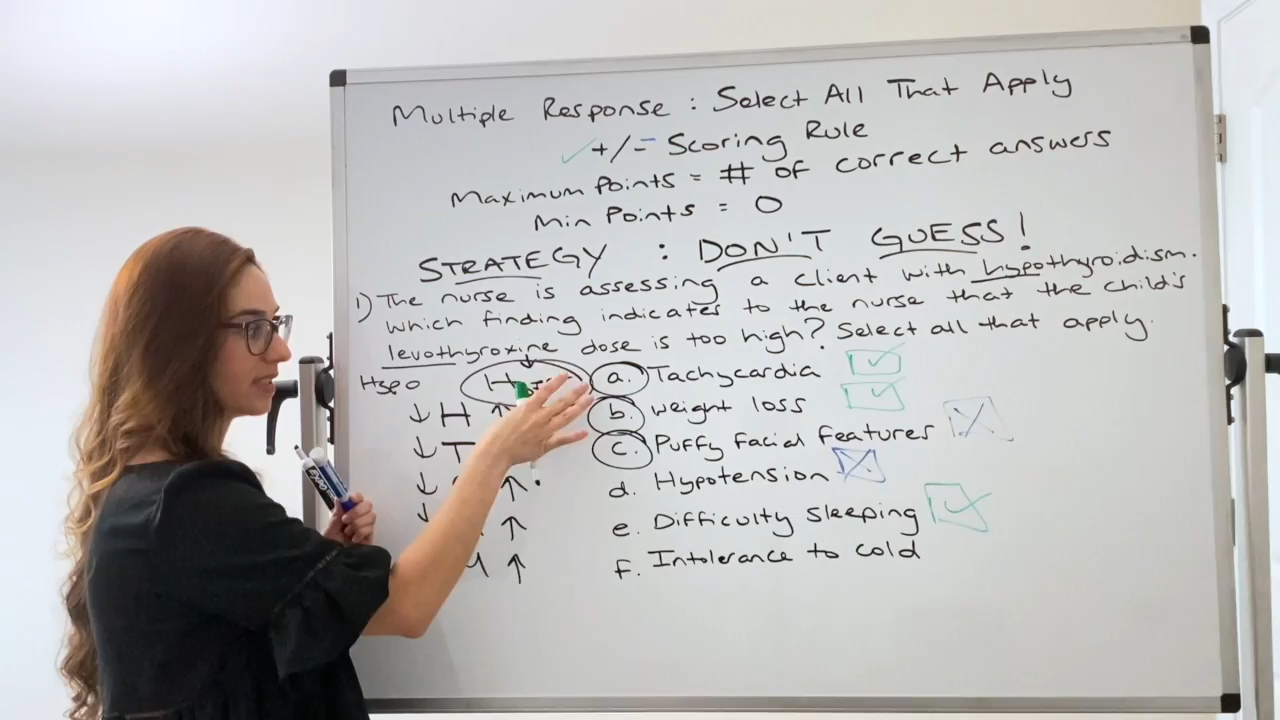 Multiple Response : Select All That Apply
+/- Scoring Rule
Maximum Points = # of correct answers
Min Points = 0
STRATEGY : DON'T GUESS!
1) The nurse is assessing a client with hypothyroidism.
which finding indicates to the nurse that the child's
levothyroxine dose is too high? Select all that apply.
Hypo
↓ H ↑
↓ T
↓ ↑
↓ ↑
↑
a. Tachycardia
b. weight loss
c. Puffy facial features
d. Hypotension
e. Difficulty sleeping
f. Intolerance to cold